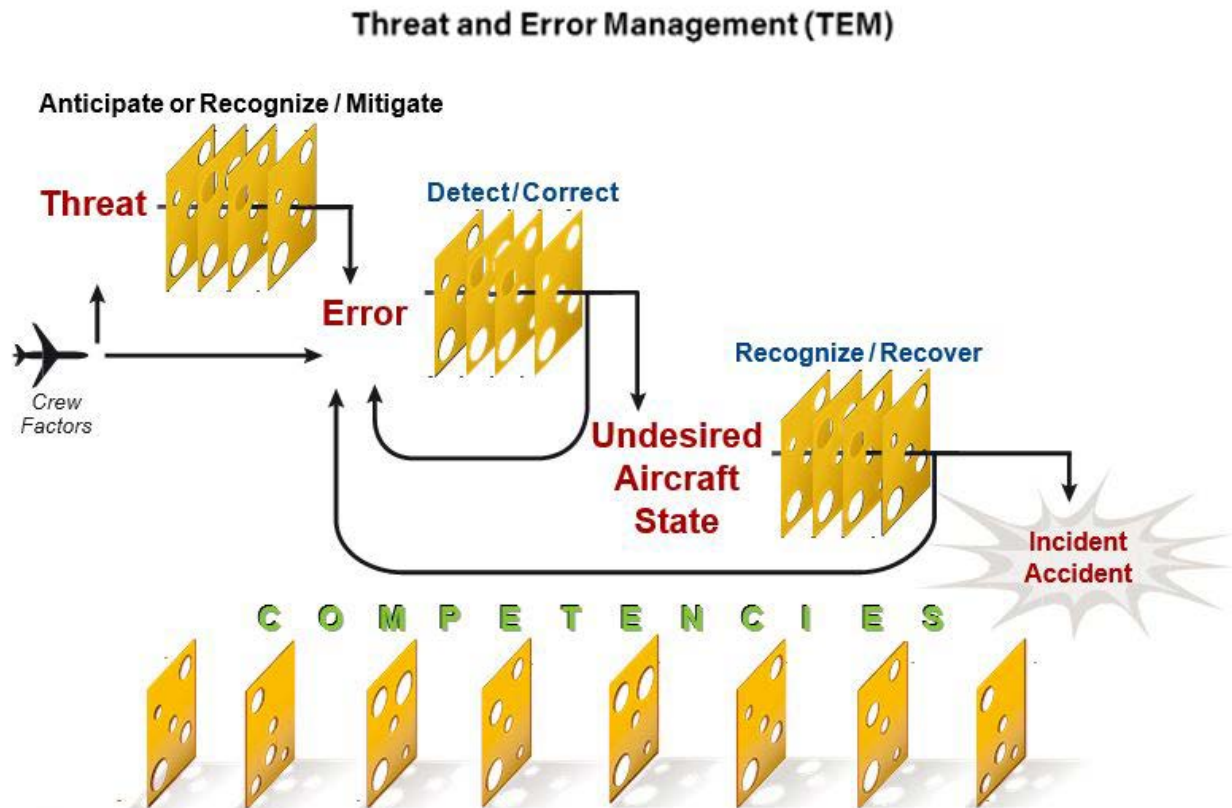 Threat and Error Management (TEM)
Anticipate or Recognize / Mitigate
Threat
Detect/Correct
Error
Crew
Factors
Recognize / Recover
Undesired
Aircraft
State
Incident
Accident
COMPETENCIES